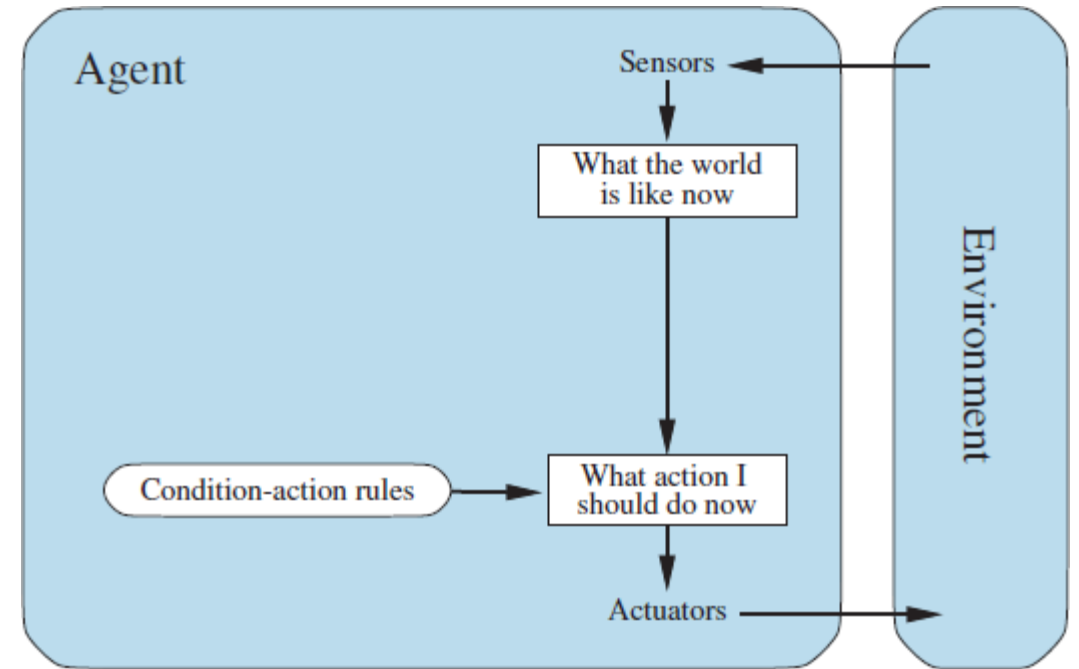 Agent
Sensors
What the world
is like now
Environment
Condition-action rules
What action I
should do now
Actuators